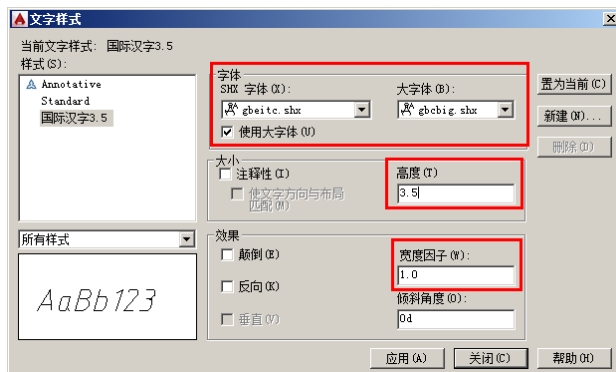 文字样式
当前文字样式: 国际汉字3.5
样式(S):
Annotative
Standard
国际汉字3.5
字体
SHX 字体(X):
大字体(B):
gbeitc.shx
gbcbig.shx
使用大字体(U)
置为当前(C)
新建(N)...
删除(D)
大小
注释性(I)
使文字方向与布局
匹配(M)
高度(T)
3.5
所有样式
效果
颠倒(E)
反向(K)
垂直(V)
宽度因子(W):
1.0
倾斜角度(O):
0d
AaBb123
应用(A)
关闭(C)
帮助(H)